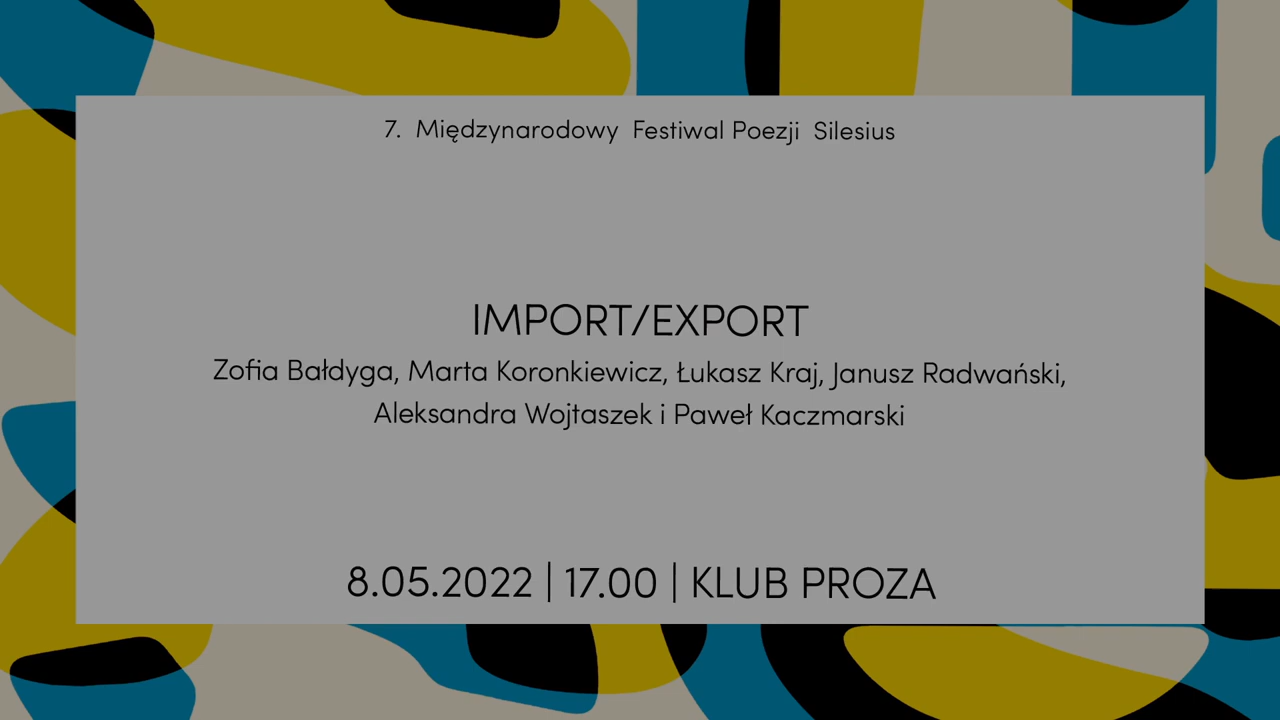 7. Międzynarodowy Festiwal Poezji Silesius
IMPORT/EXPORT
Zofia Bałdyga, Marta Koronkiewicz, Łukasz Kraj, Janusz Radwański,
Aleksandra Wojtaszek i Paweł Kaczmarski
8.05.2022 | 17.00 | KLUB PROZA